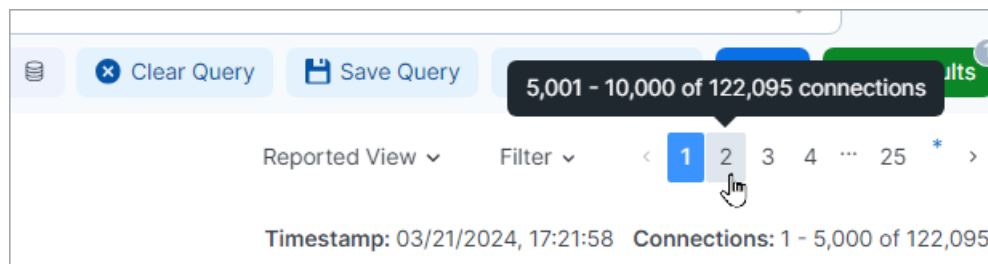 Clear Query Save Query
5,001 - 10,000 of 122,095 connections
Reported View Filter < 1 2 3 4 ... 25 * >
Timestamp: 03/21/2024, 17:21:58 Connections: 1 - 5,000 of 122,095